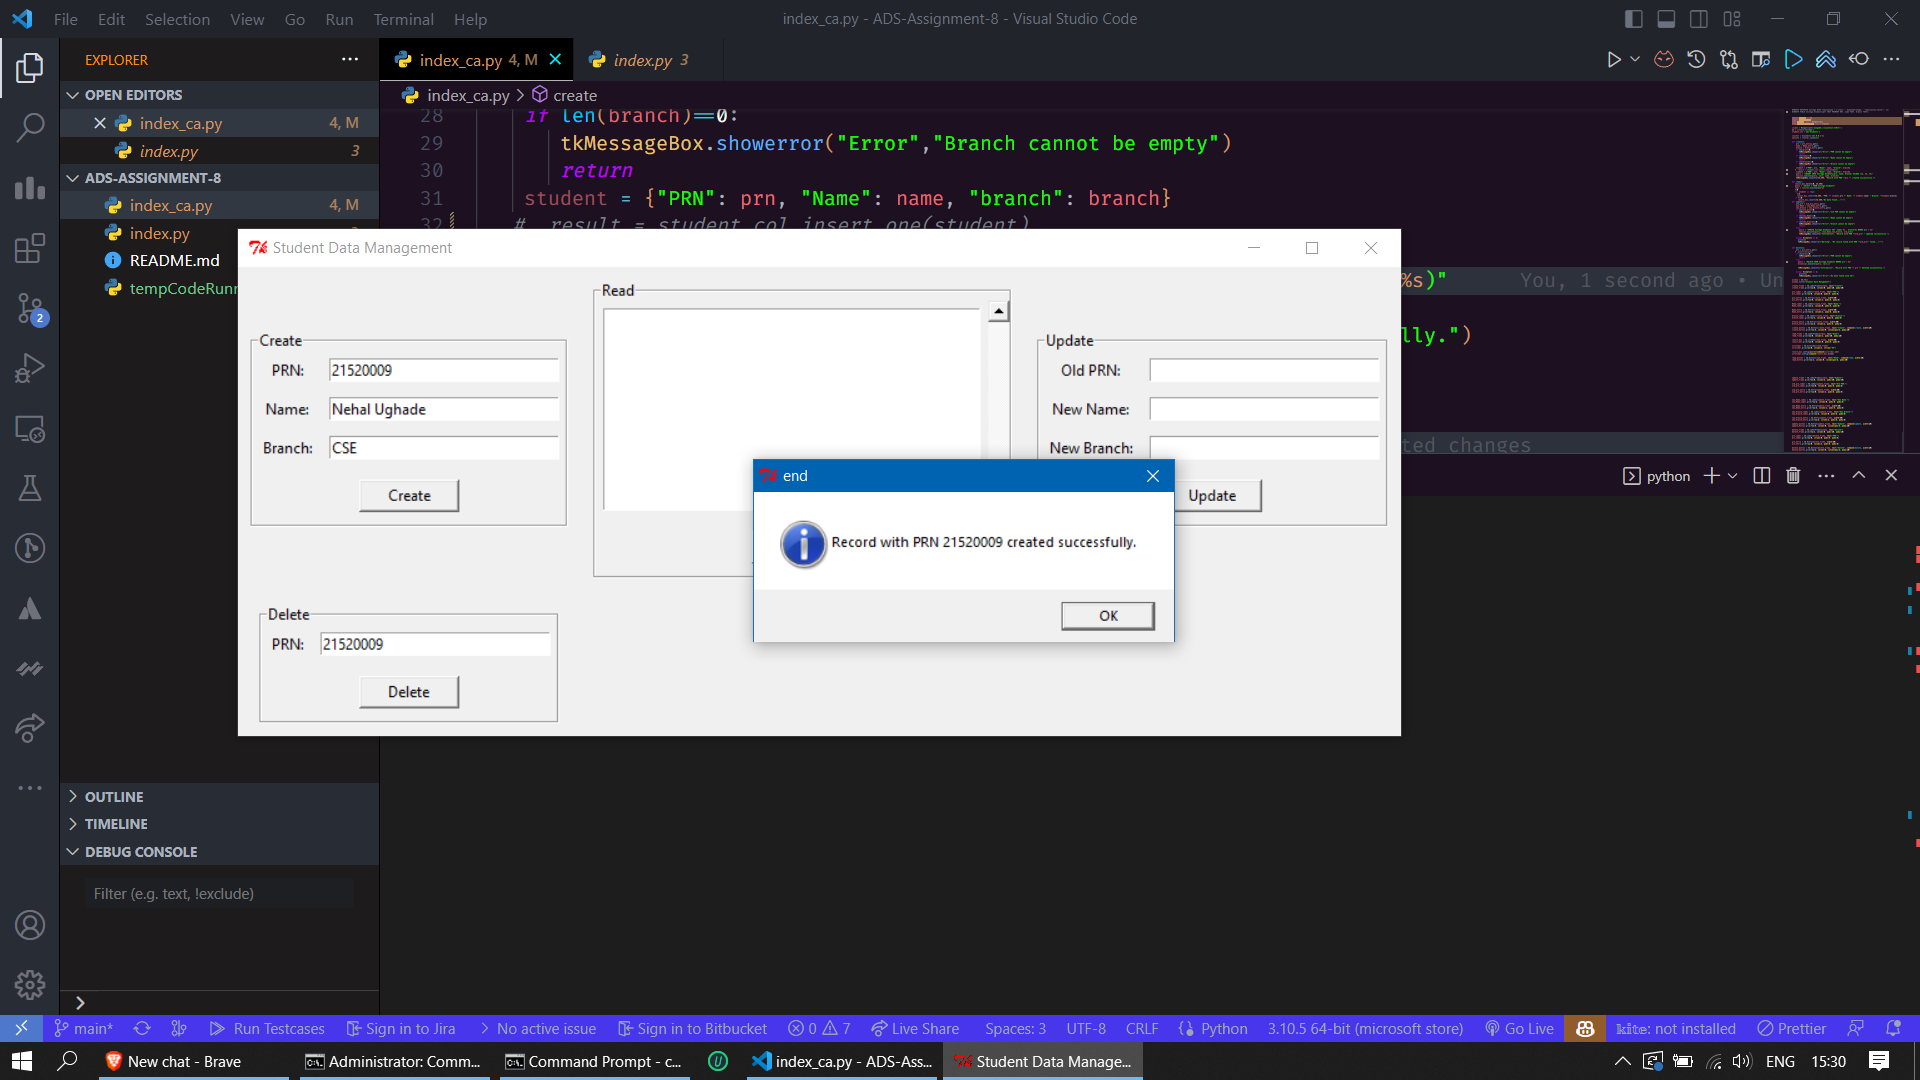 File Edit Selection View Go Run Terminal Help
index_ca.py - ADS-Assignment-8 - Visual Studio Code
EXPLORER
OPEN EDITORS
index_ca.py 4, M
index.py 3
ADS-ASSIGNMENT-8
index_ca.py 4, M
index.py
README.md
tempCodeRunn
OUTLINE
TIMELINE
DEBUG CONSOLE
Filter (e.g. text, !exclude)
index_ca.py 4, M
index.py 3
index_ca.py > create
28 if len(branch)==0:
29 tkMessageBox.showerror("Error","Branch cannot be empty")
30 return
31 student = {"PRN": prn, "Name": name, "branch": branch}
32 # result = student_col.insert_one(student)
%s)" You, 1 second ago • Un
lly.")
ted changes
python
Student Data Management
Create
PRN: 21520009
Name: Nehal Ughade
Branch: CSE
Create
Read
Update
Old PRN:
New Name:
New Branch:
Update
Delete
PRN: 21520009
Delete
end
Record with PRN 21520009 created successfully.
OK
main* Run Testcases Sign in to Jira No active issue Sign in to Bitbucket 0 7 Live Share Spaces: 3 UTF-8 CRLF Python 3.10.5 64-bit (microsoft store) Go Live kite: not installed Prettier
New chat - Brave Administrator: Comm... Command Prompt - c... index_ca.py - ADS-Ass... Student Data Manage... ENG 15:30